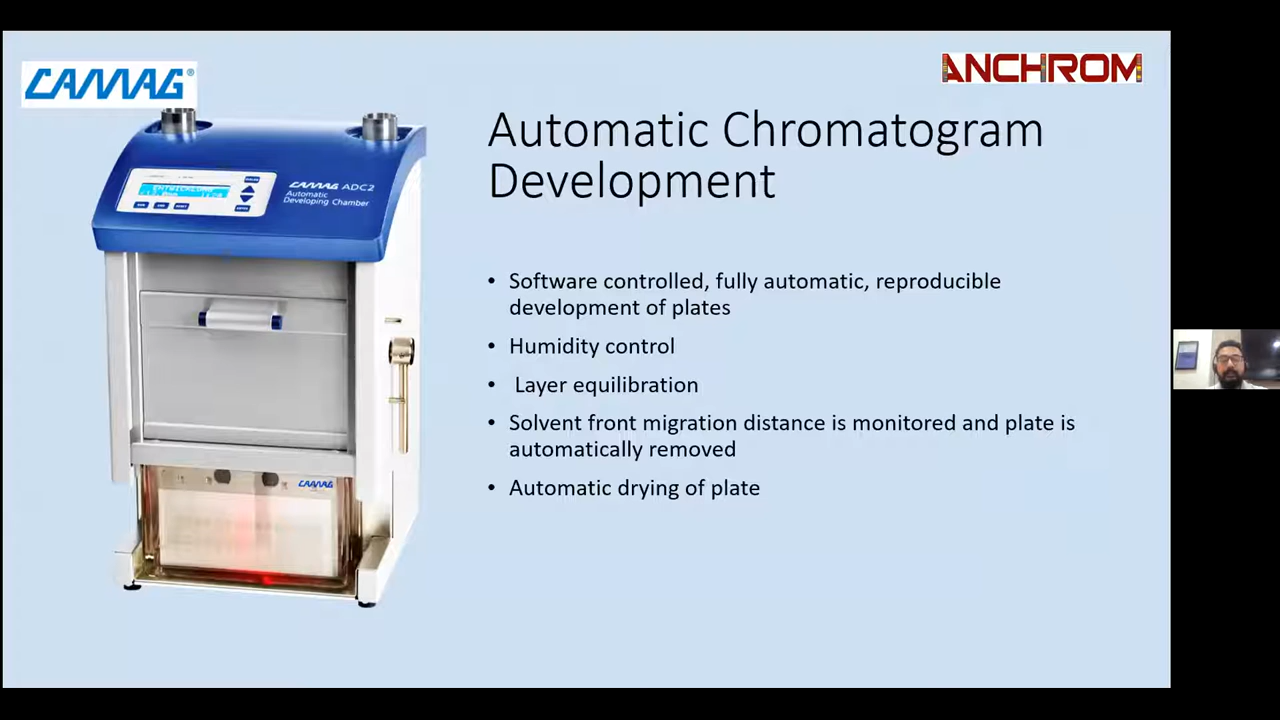 CAMAG®
ANCHROM
Automatic Chromatogram
Development
CAMAG ADC2
Automatic
Developing Chamber
• Software controlled, fully automatic, reproducible
development of plates
• Humidity control
• Layer equilibration
• Solvent front migration distance is monitored and plate is
automatically removed
• Automatic drying of plate
CAMAG